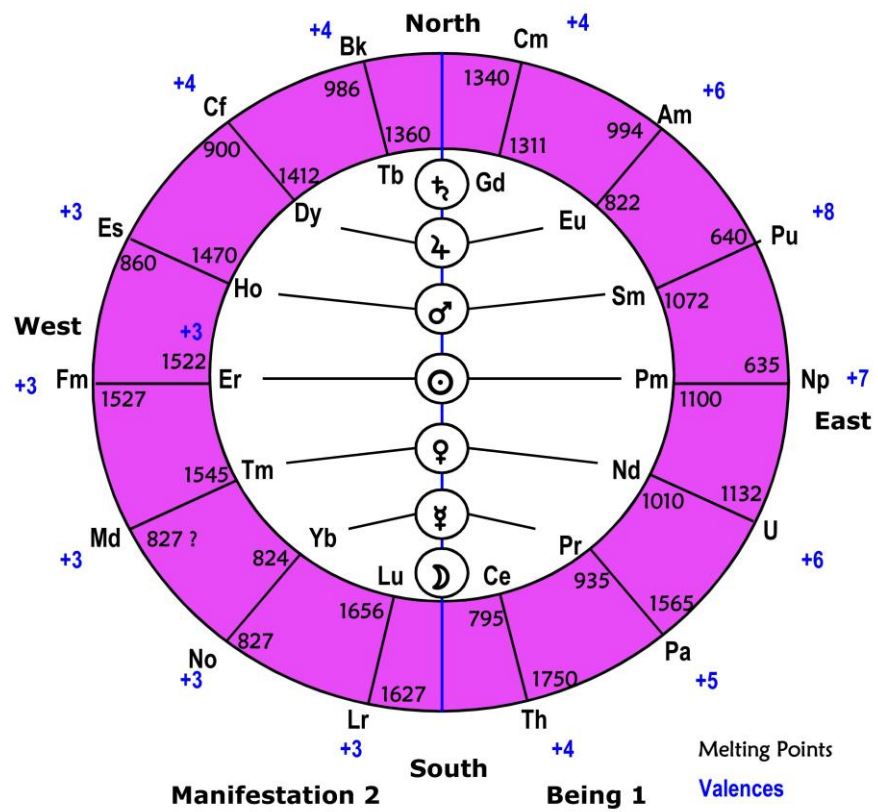 North
+4
Bk
Cm
+4
+4
Cf
986
1340
Am
+6
900
1360
1311
994
1412
Tb
♄
Gd
822
+3
Es
Dy
Eu
+8
860
1470
♃
640
Pu
Ho
♂
Sm
1072
West
+3
1522
635
+3
Fm
Er
☉
Pm
Np
+7
1527
1100
East
1545
Tm
♀
Nd
1132
Md
827 ?
1010
U
+3
824
Yb
☿
Pr
+6
Lu
☽
Ce
935
1656
795
1565
No
827
Pa
+3
1627
1750
+5
Lr
Th
+3
South
+4
Melting Points
Manifestation 2
Being 1
Valences